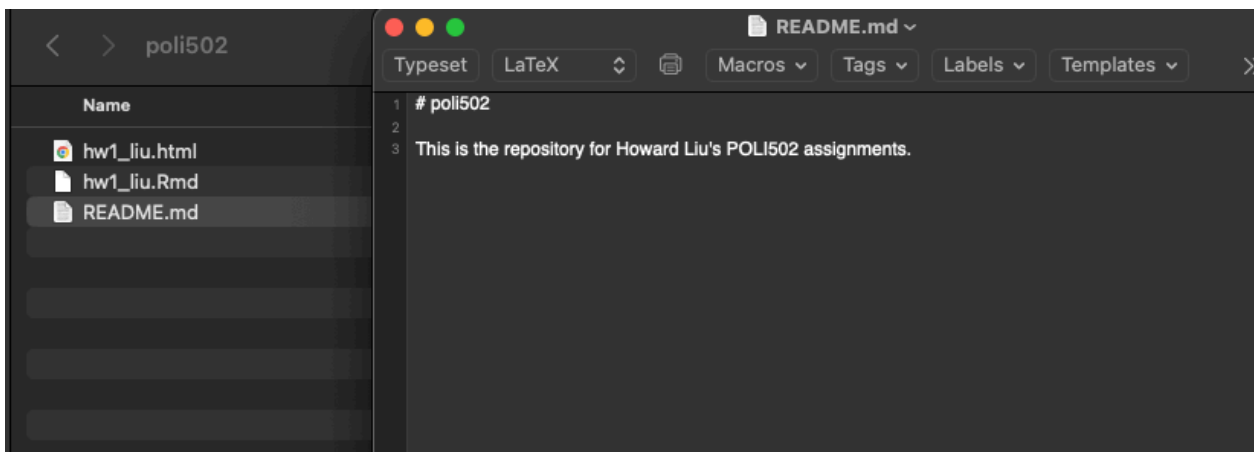 poli502
Name
hw1_liu.html
hw1_liu.Rmd
README.md
README.md
Typeset LaTeX Macros Tags Labels Templates
1 # poli502
2
3 This is the repository for Howard Liu's POLI502 assignments.